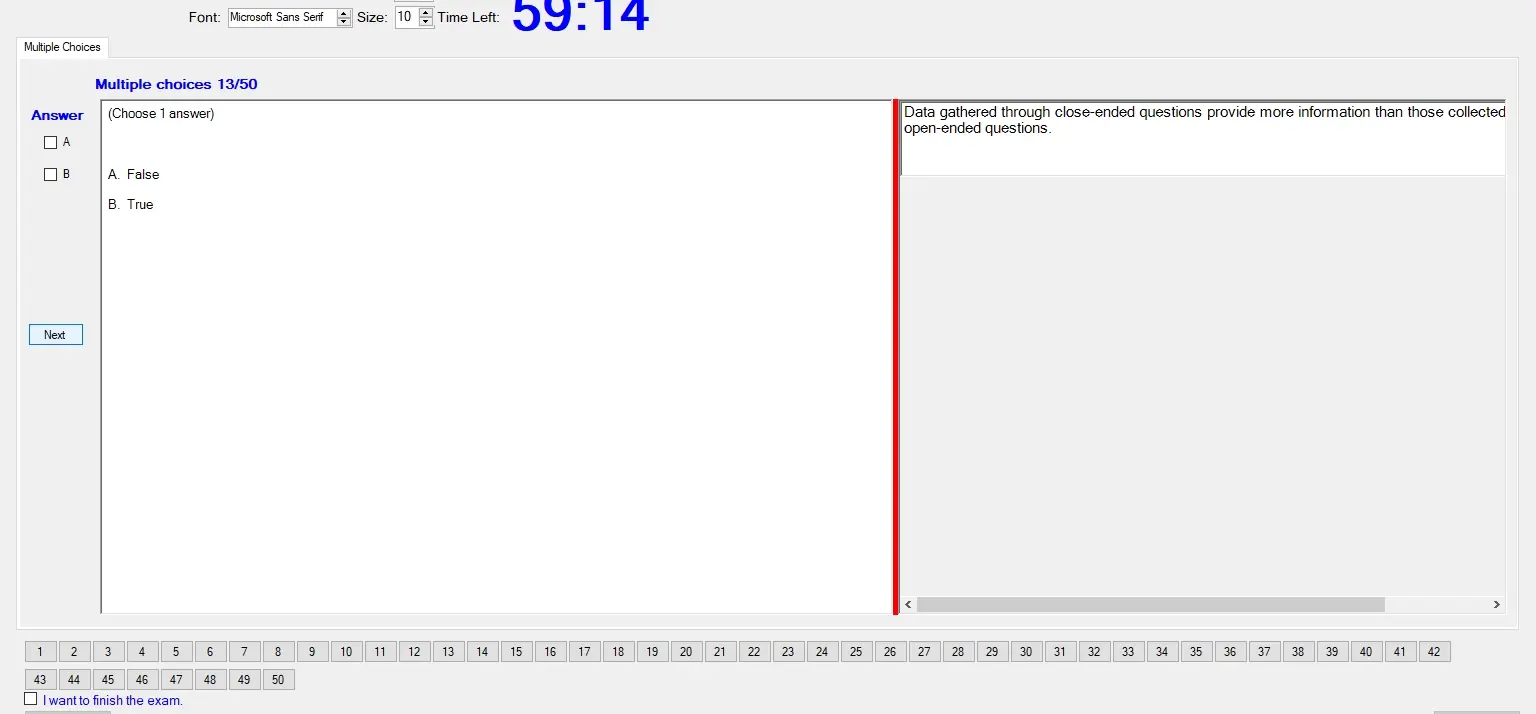 Font: Microsoft Sans Serif Size: 10 Time Left: 59:14
Multiple Choices
Multiple choices 13/50
Answer
A
B
Next
(Choose 1 answer)
A. False
B. True
Data gathered through close-ended questions provide more information than those collected
open-ended questions.
1 2 3 4 5 6 7 8 9 10 11 12 13 14 15 16 17 18 19 20 21 22 23 24 25 26 27 28 29 30 31 32 33 34 35 36 37 38 39 40 41 42
43 44 45 46 47 48 49 50
I want to finish the exam.